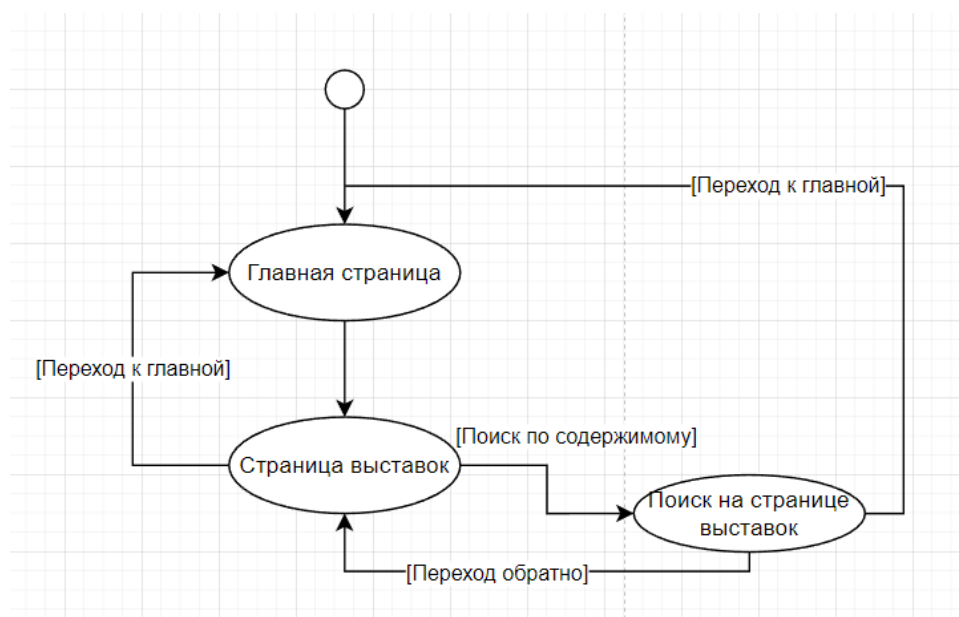 [Переход к главной]
Главная страница
[Переход к главной]
[Поиск по содержимому]
Страница выставок
Поиск на странице
выставок
[Переход обратно]